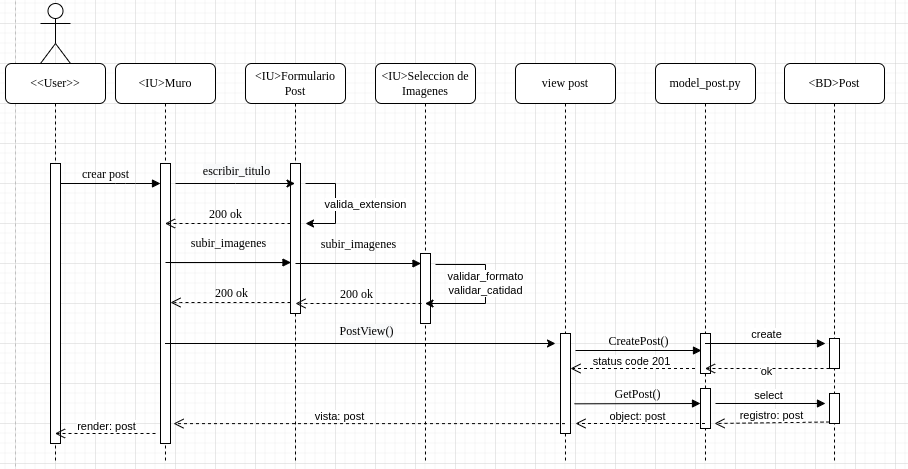 <<User>>
<IU>Muro
<IU>Formulario
Post
<IU>Seleccion de
Imagenes
view post
model_post.py
<BD>Post
crear post
escribir_titulo
valida_extension
200 ok
subir_imagenes
subir_imagenes
validar_formato
validar_catidad
200 ok
200 ok
PostView()
CreatePost()
create
status code 201
ok
GetPost()
select
vista: post
object: post
registro: post
render: post